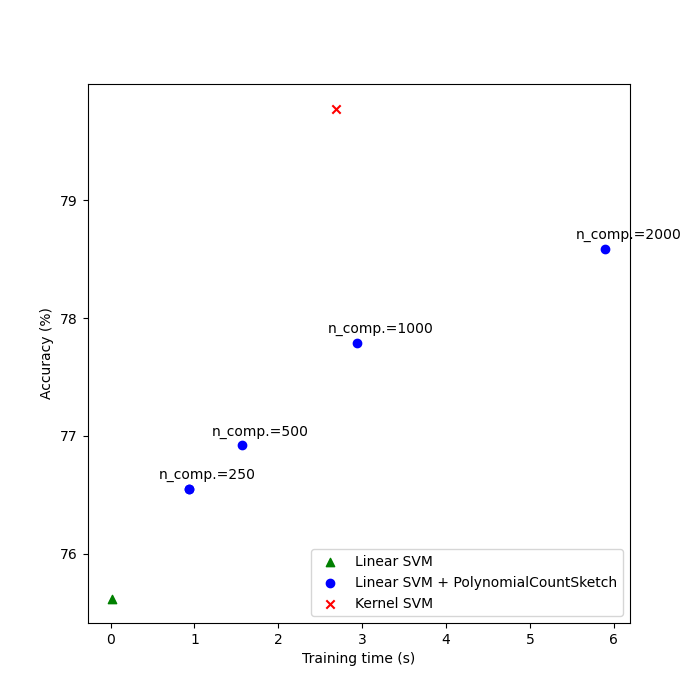 79
78
77
76
Accuracy (%)
n_comp.=2000
n_comp.=1000
n_comp.=500
n_comp.=250
Linear SVM
Linear SVM + PolynomialCountSketch
Kernel SVM
0 1 2 3 4 5 6
Training time (s)